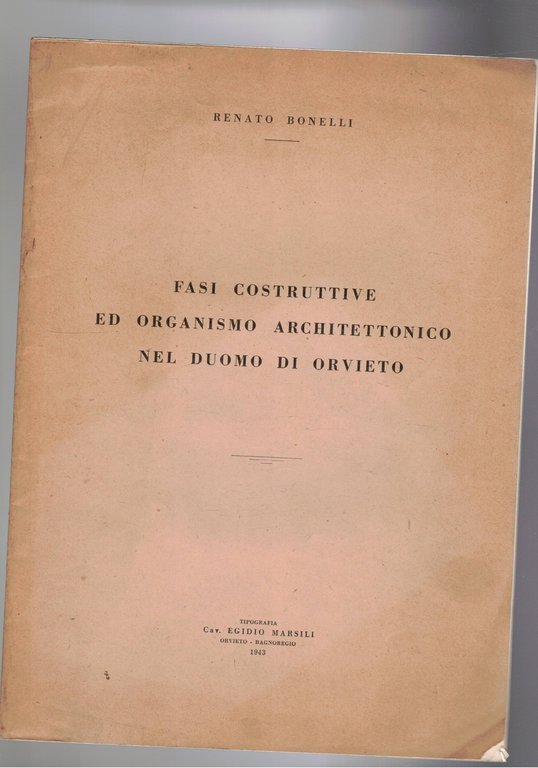 RENATO BONELLI
FASI COSTRUTTIVE
ED ORGANISMO ARCHITETTONICO
NEL DUOMO DI ORVIETO
TIPOGRAFIA
Cav. EGIDIO MARSILI
ORVIETO - BAGNOREGIO
1943